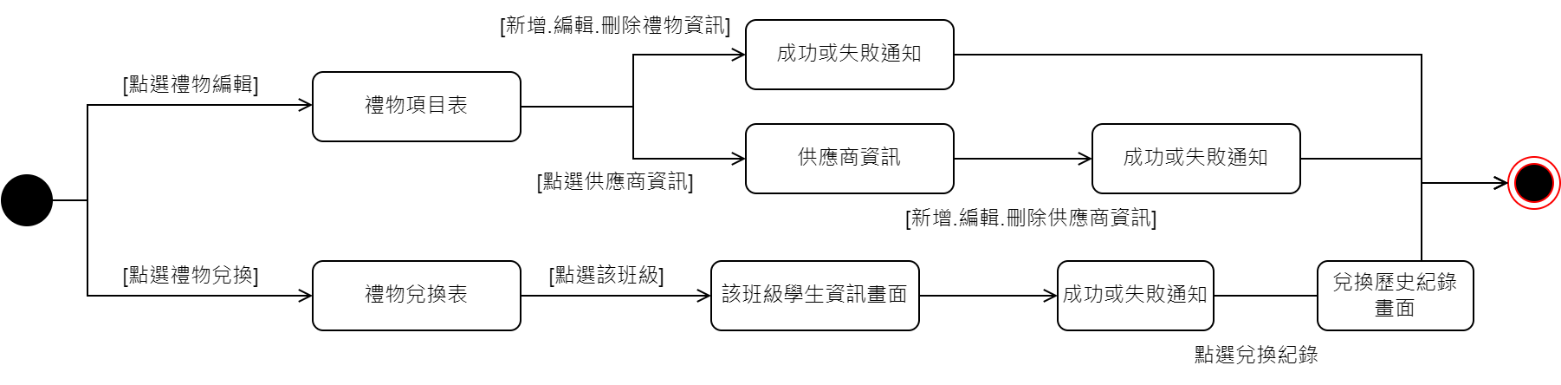 [新增.編輯.刪除禮物資訊]
成功或失敗通知
[點選禮物編輯]
禮物項目表
供應商資訊
成功或失敗通知
[點選供應商資訊]
[新增.編輯.刪除供應商資訊]
[點選禮物兌換]
[點選該班級]
禮物兌換表
該班級學生資訊畫面
成功或失敗通知
兌換歷史紀錄
畫面
點選兌換紀錄